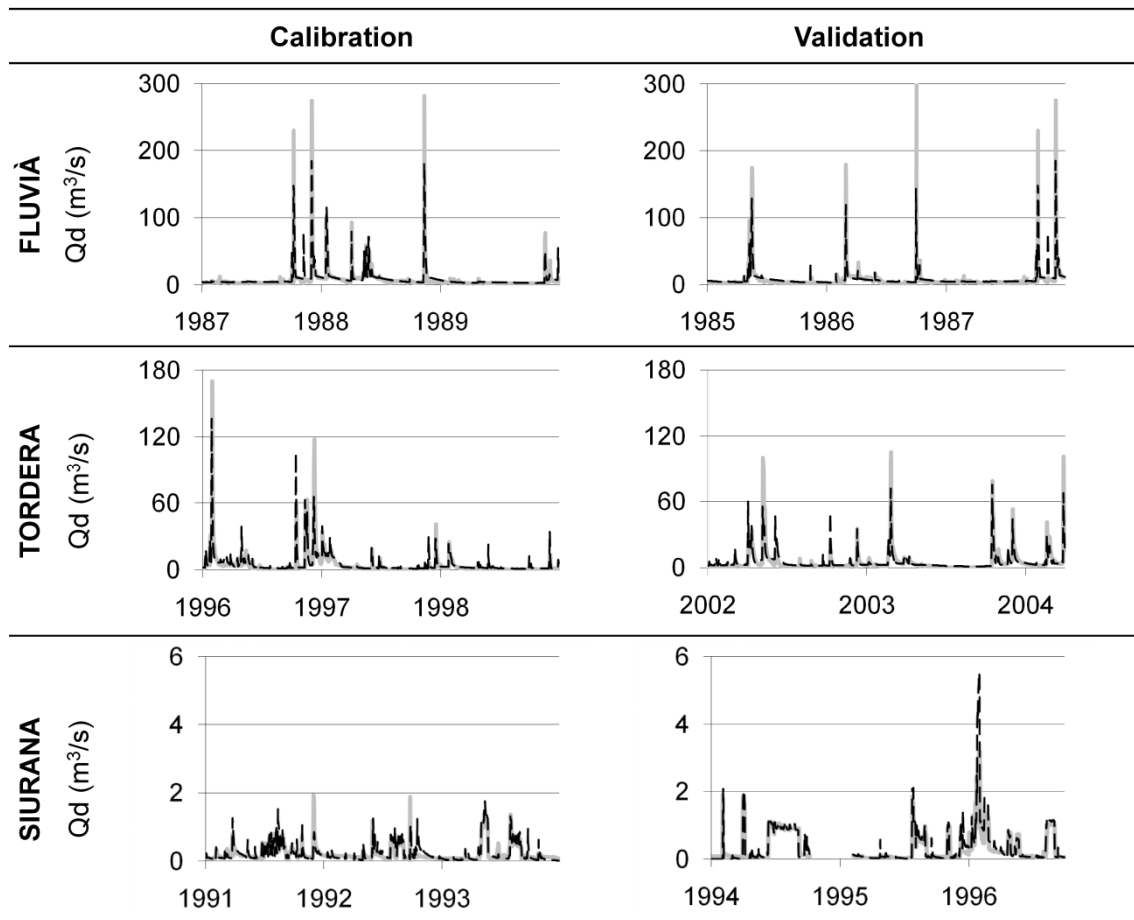 Calibration Validation
FLUVIÀ
Qd (m³/s)
300
200
100
0
1987 1988 1989
300
200
100
0
1985 1986 1987
TORDERA
Qd (m³/s)
180
120
60
0
1996 1997 1998
180
120
60
0
2002 2003 2004
SIURANA
Qd (m³/s)
6
4
2
0
1991 1992 1993
6
4
2
0
1994 1995 1996